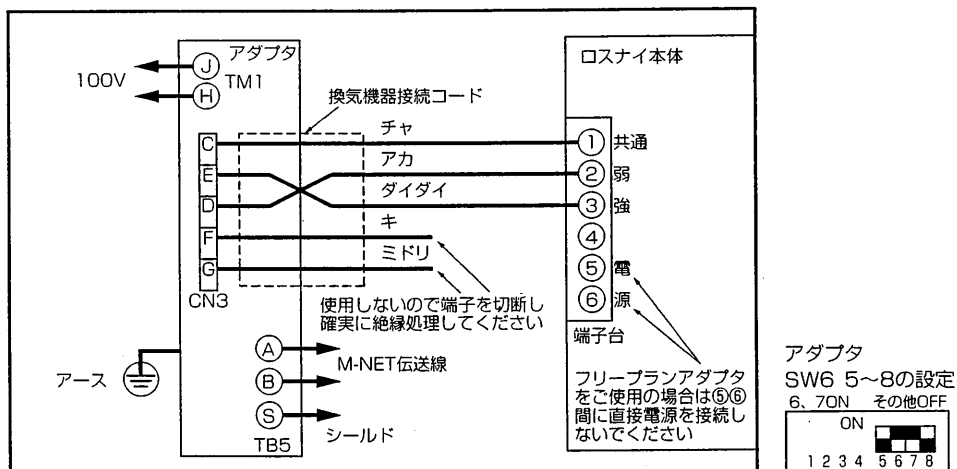 アダプタ
J
TM1
100V
H
換気機器接続コード
ロスナイ本体
C
チャ
1 共通
E
アカ
2 弱
D
ダイダイ
3 強
F
キ
4
G
ミドリ
5 電
CN3
6 源
使用しないので端子を切断し
確実に絶縁処理してください
端子台
A
M-NET伝送線
B
アース
S
シールド
TB5
フリープランアダプタ
をご使用の場合は⑤⑥
間に直接電源を接続し
ないでください
アダプタ
SW6 5～8の設定
6、7ON その他OFF
ON
1 2 3 4 5 6 7 8